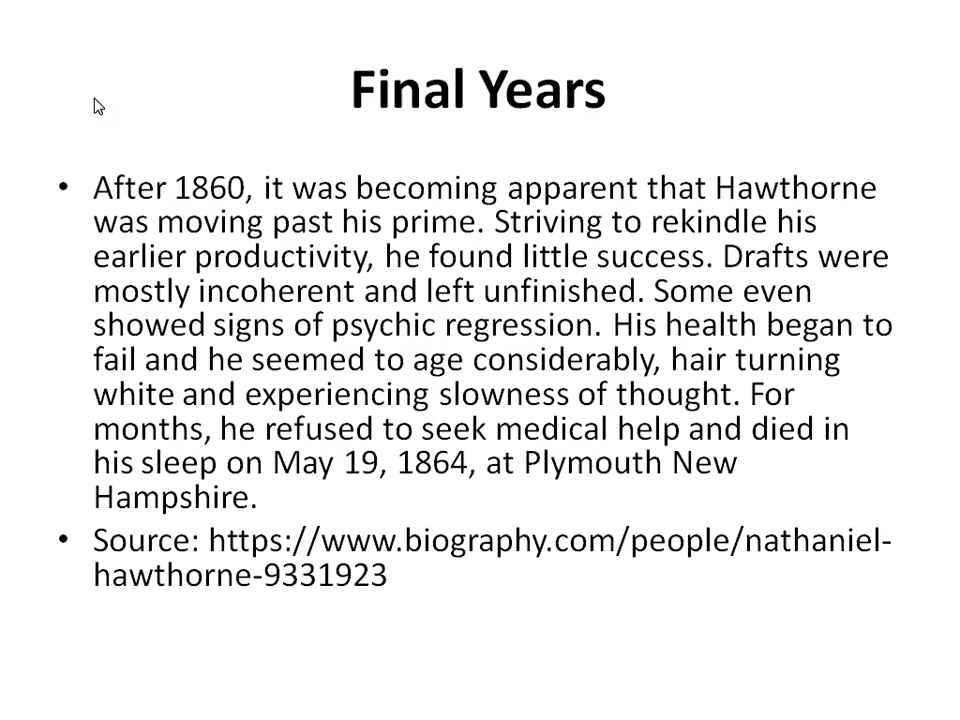 Final Years
• After 1860, it was becoming apparent that Hawthorne
was moving past his prime. Striving to rekindle his
earlier productivity, he found little success. Drafts were
mostly incoherent and left unfinished. Some even
showed signs of psychic regression. His health began to
fail and he seemed to age considerably, hair turning
white and experiencing slowness of thought. For
months, he refused to seek medical help and died in
his sleep on May 19, 1864, at Plymouth New
Hampshire.
• Source: https://www.biography.com/people/nathaniel-
hawthorne-9331923